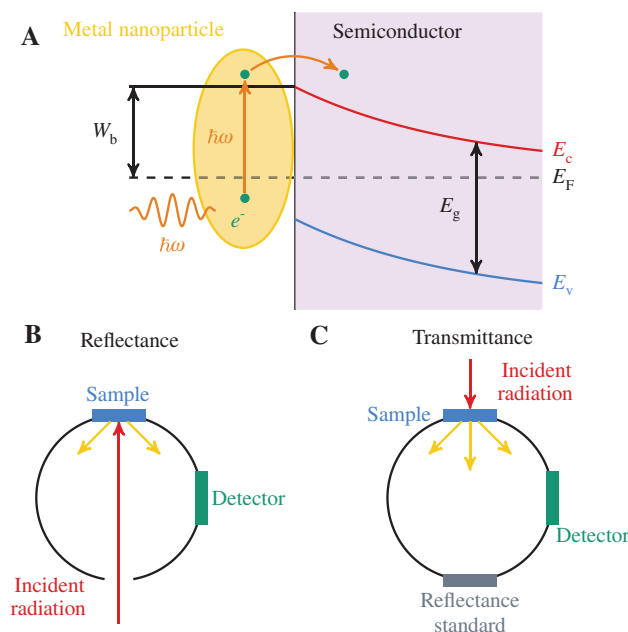 A
Metal nanoparticle
Semiconductor
W_b
ħω
E_c
E_F
e^-
E_g
ħω
E_v
B
Reflectance
C
Transmittance
Incident
radiation
Sample
Sample
Detector
Detector
Incident
radiation
Reflectance
standard